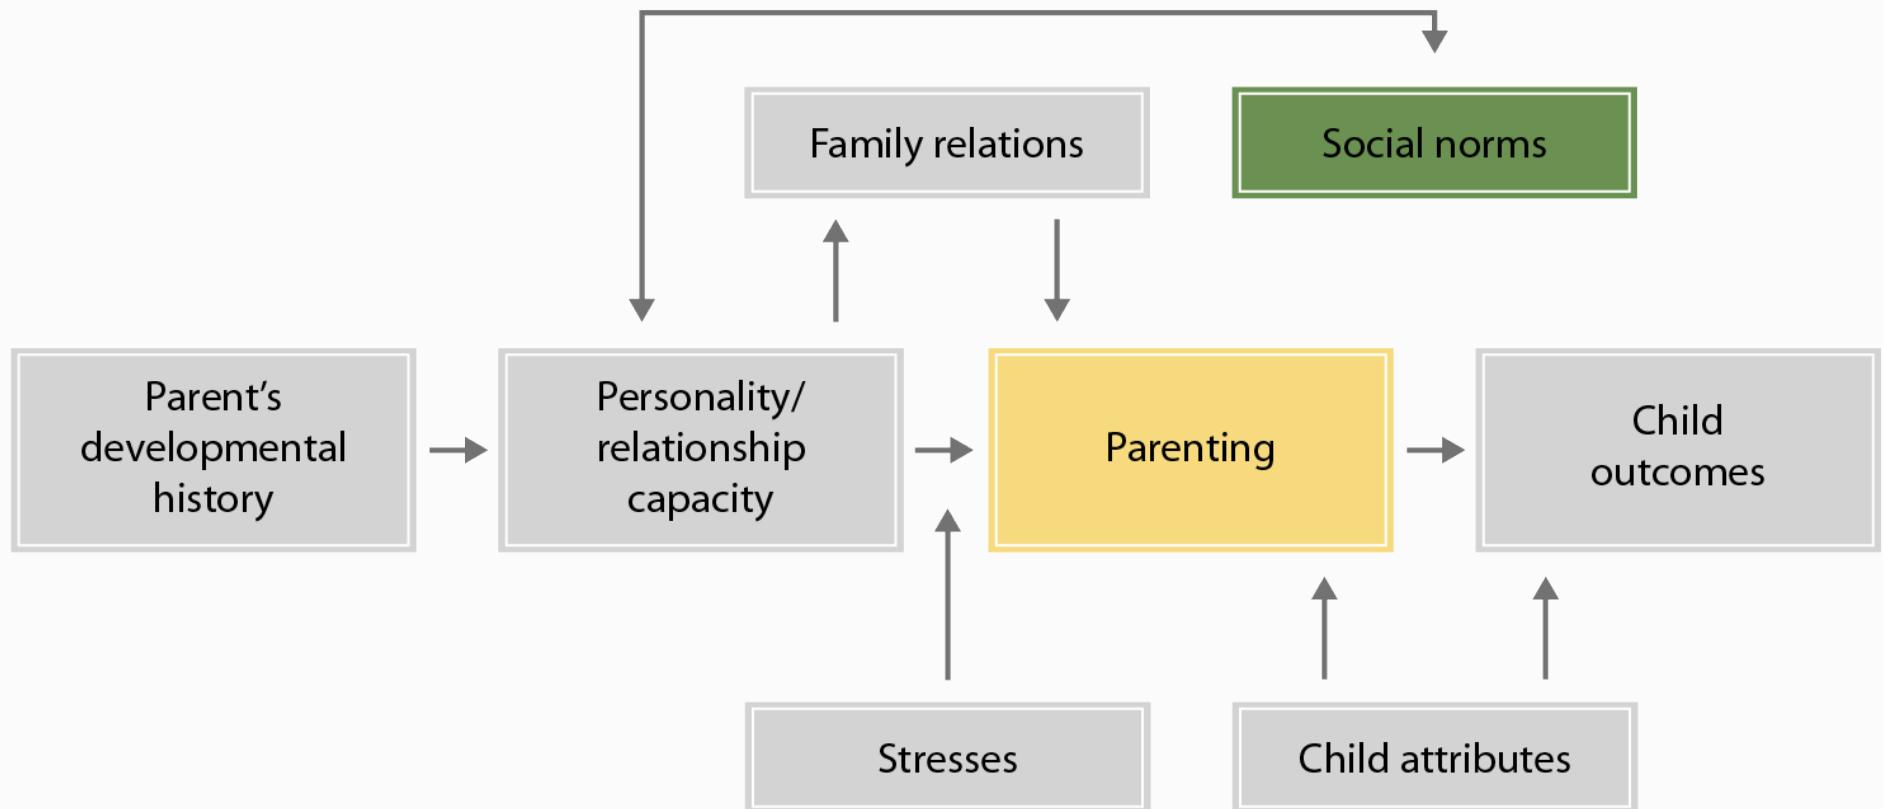 Family relations
Social norms
Parent’s
developmental
history
Personality/
relationship
capacity
Parenting
Child
outcomes
Stresses
Child attributes